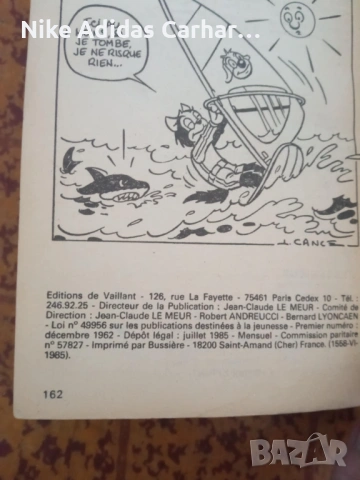 Nike Adidas Carhar...
JE TOMBE,
JE NE RISQUE
RIEN...
J. CANCE
Editions de Vaillant - 126, rue La Fayette - 75461 Paris Cedex 10 - Tél. :
246.92.25 - Directeur de la Publication : Jean-Claude LE MEUR - Comité de
Direction : Jean-Claude LE MEUR - Robert ANDREUCCI - Bernard LYONCAEN
- Loi n° 49956 sur les publications destinées à la jeunesse - Premier numéro :
décembre 1962 - Dépôt légal : juillet 1985 - Mensuel - Commission paritaire
n° 57827 - Imprimé par Bussière - 18200 Saint-Amand (Cher) France. (1556-VI-
1985).
162
BAZAR
bg